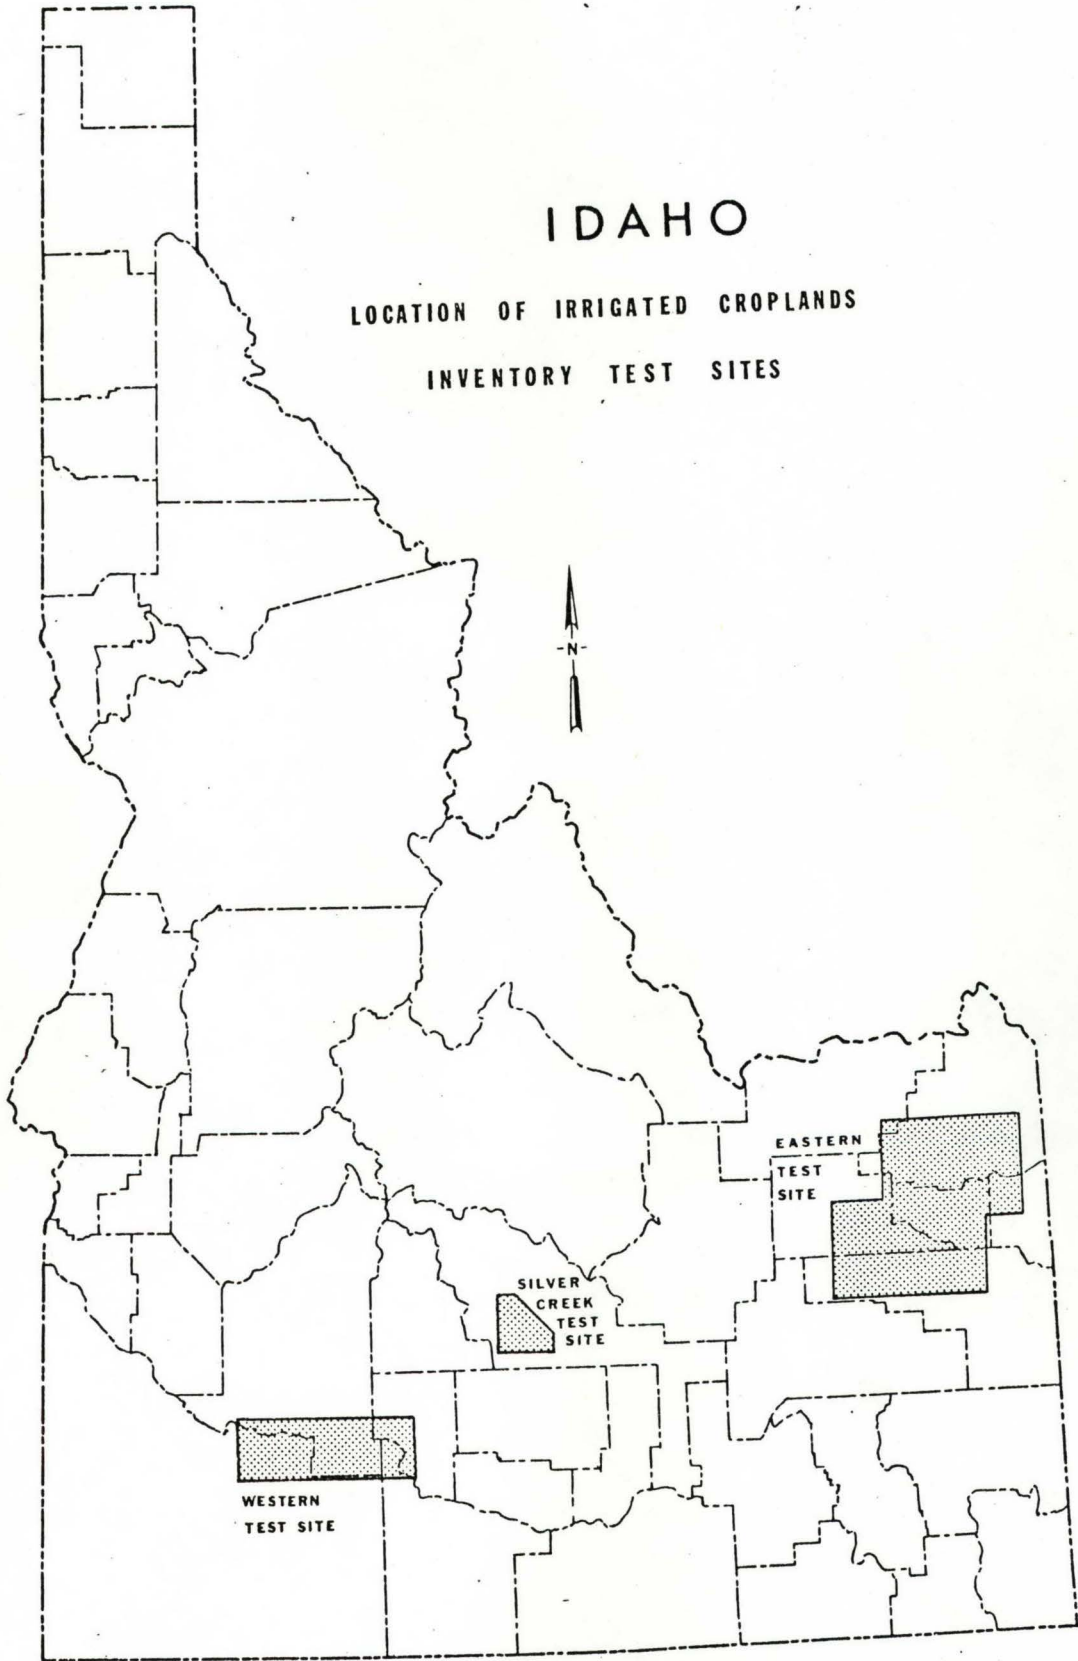 IDAHO
LOCATION OF IRRIGATED CROPLANDS
INVENTORY TEST SITES
-N-
EASTERN
TEST
SITE
SILVER
CREEK
TEST
SITE
WESTERN
TEST SITE